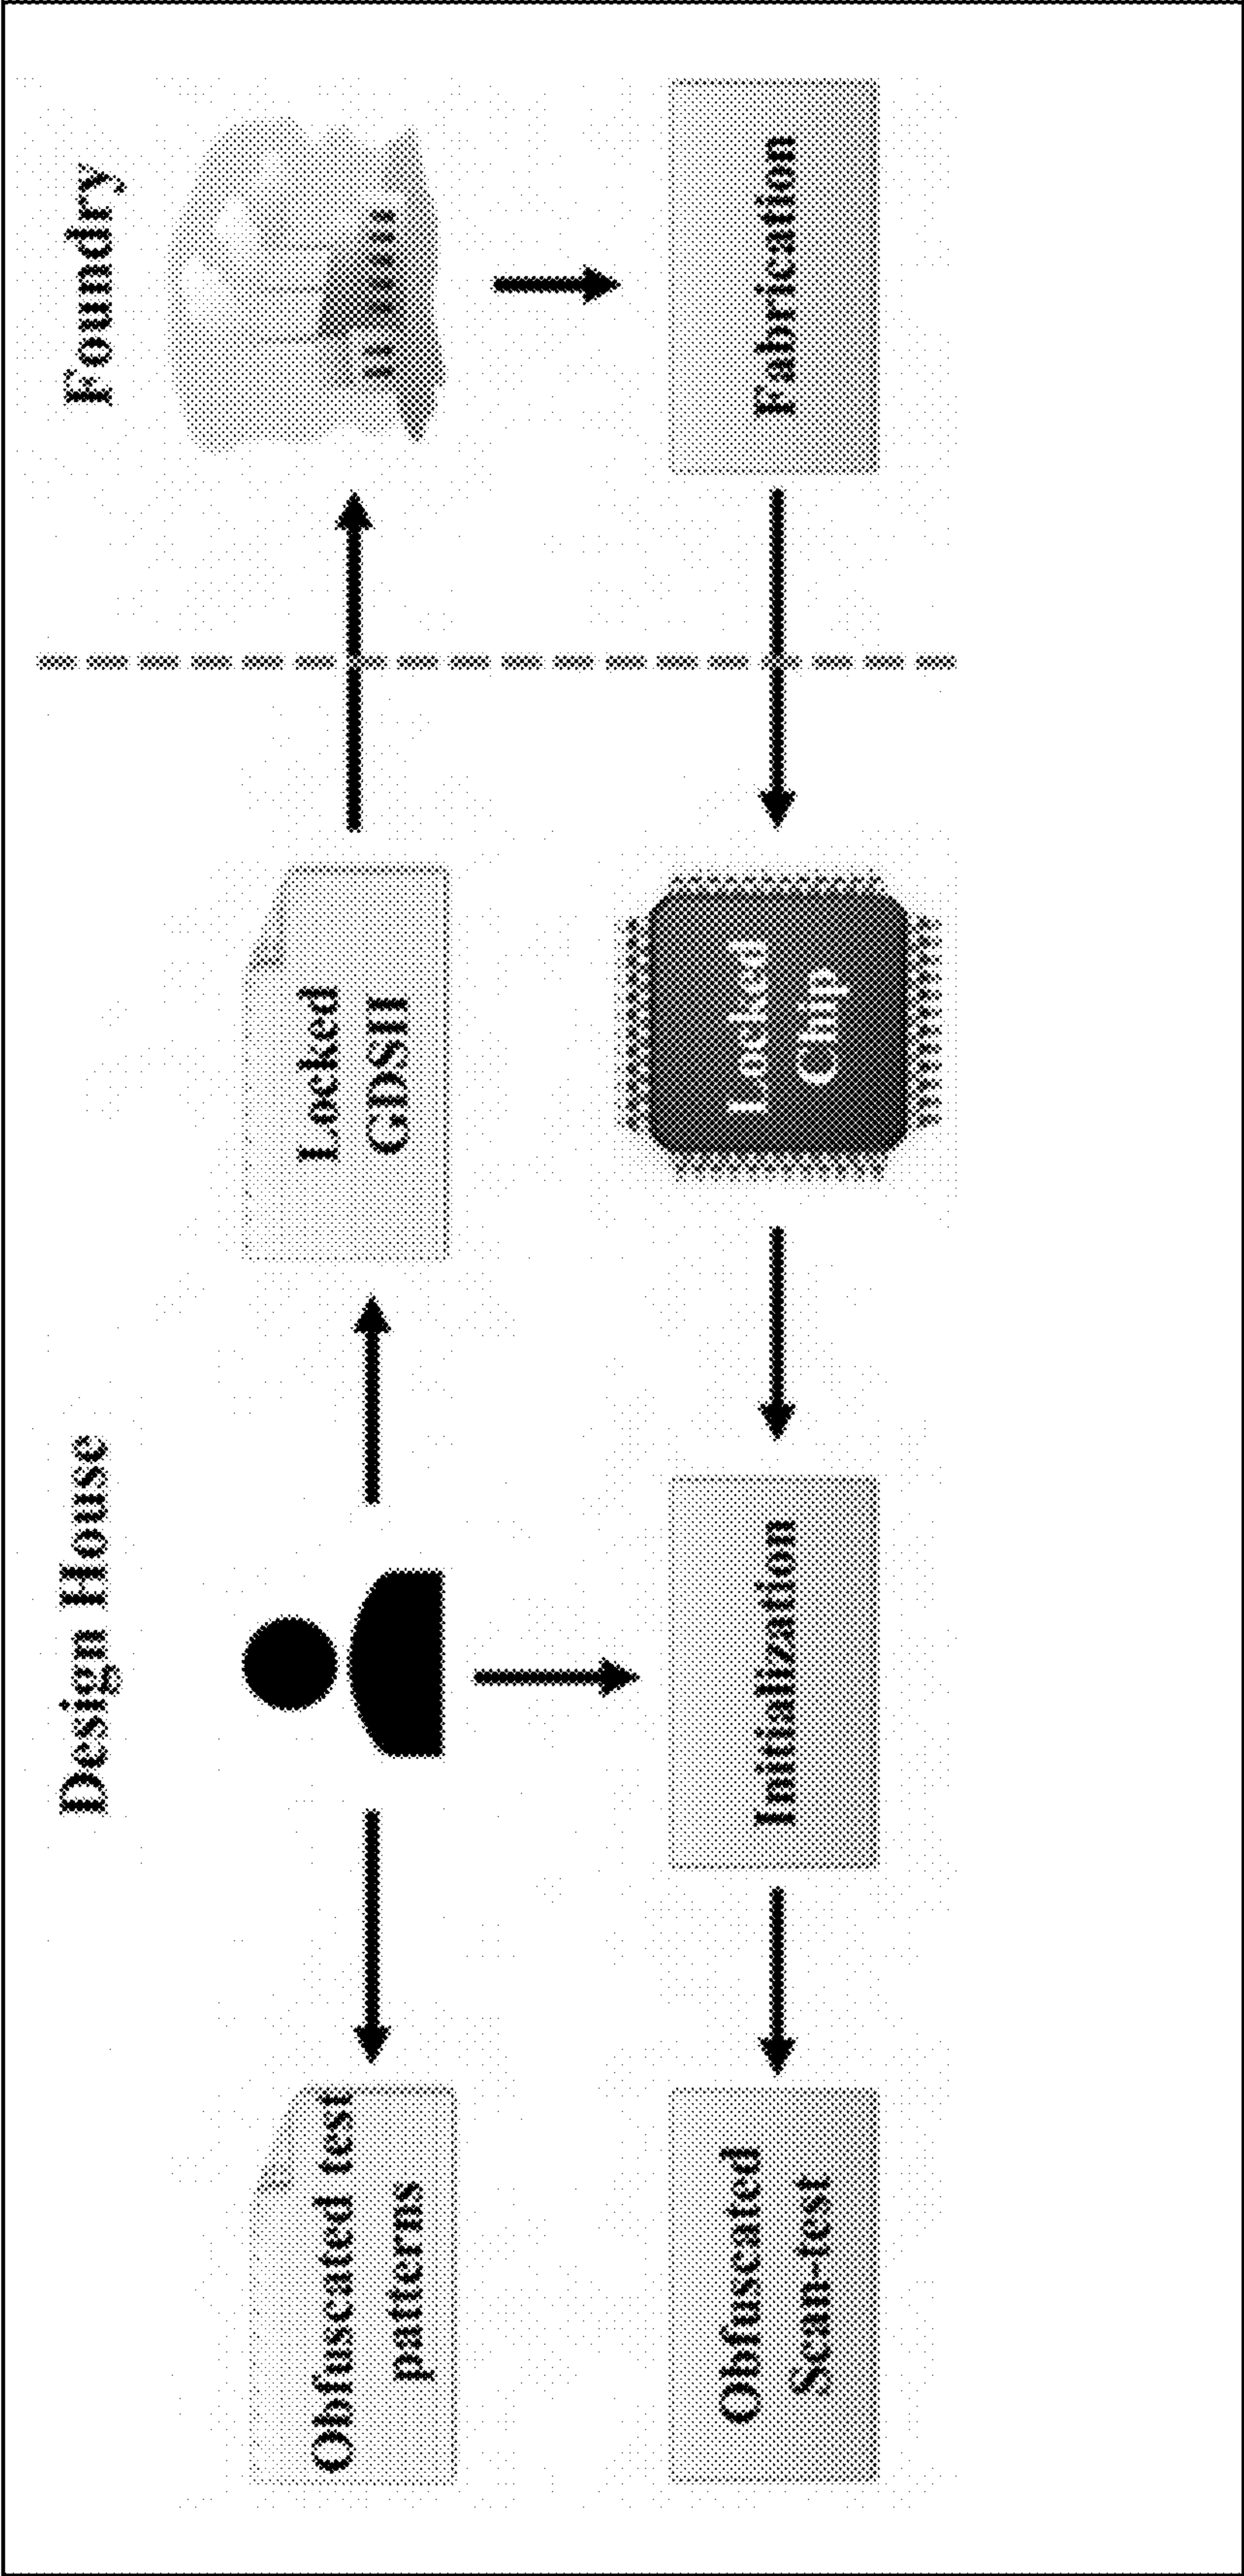 Design House
Foundry
Obfuscated test
patterns
Locked
GDSII
Obfuscated
Scan-test
Initialization
Locked
Chip
Fabrication